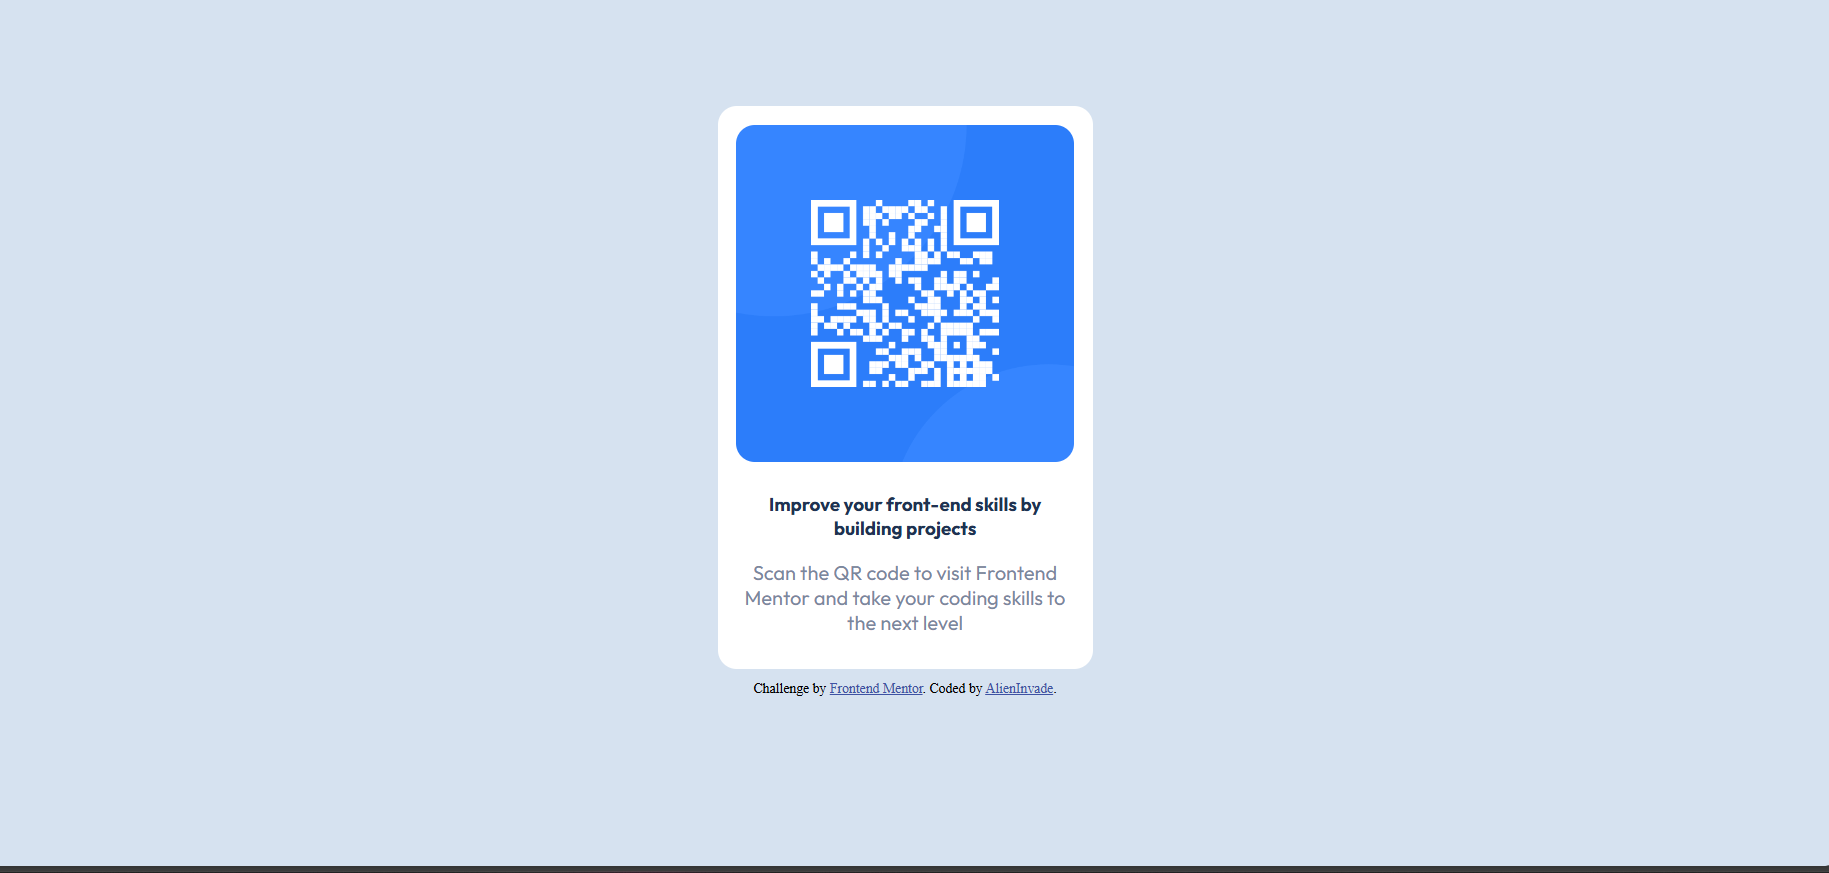 Improve your front-end skills by
building projects
Scan the QR code to visit Frontend
Mentor and take your coding skills to
the next level
Challenge by Frontend Mentor. Coded by AlienInvade.